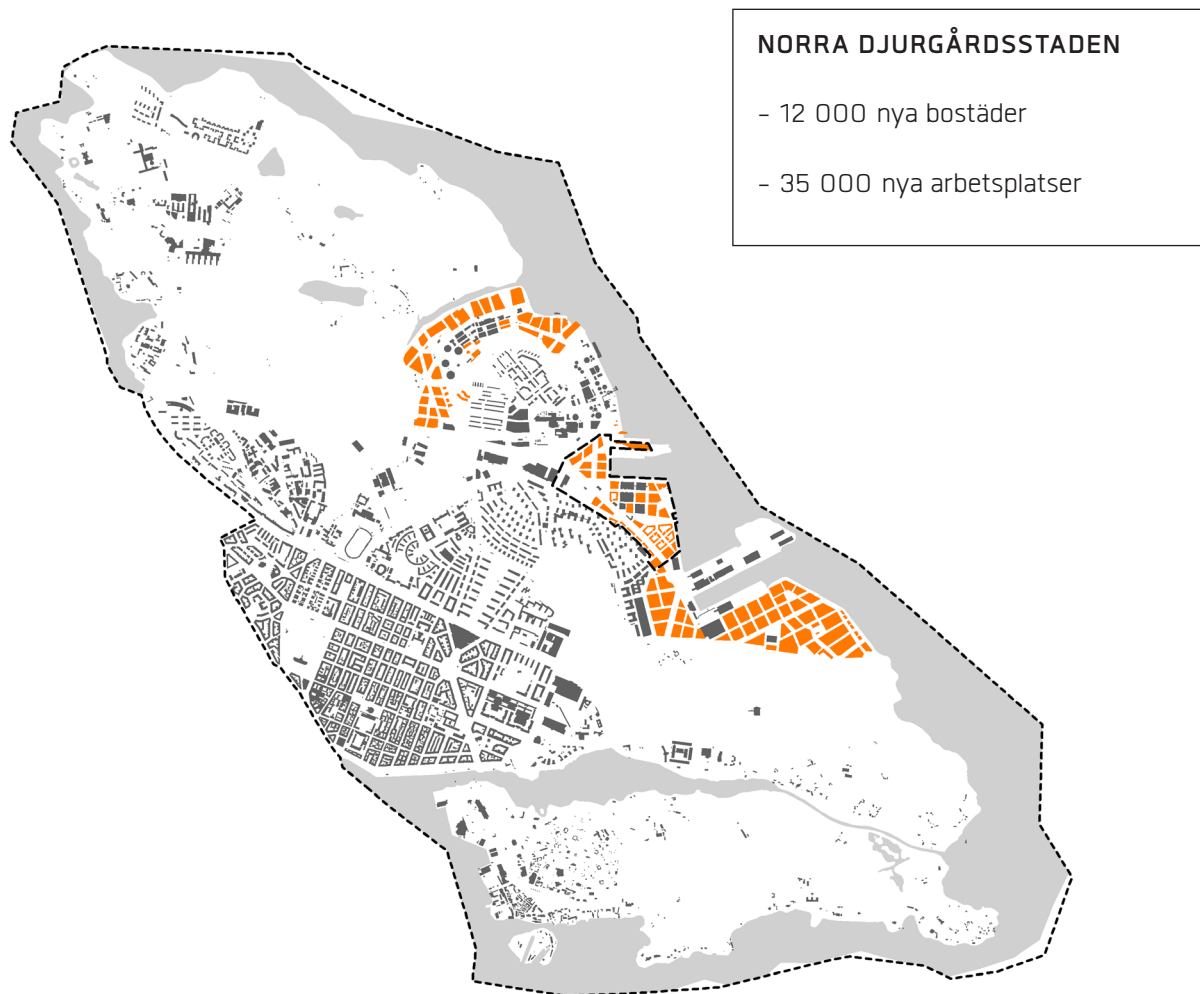 NORRA DJURGÅRDSSTADEN
- 12 000 nya bostäder
- 35 000 nya arbetsplatser